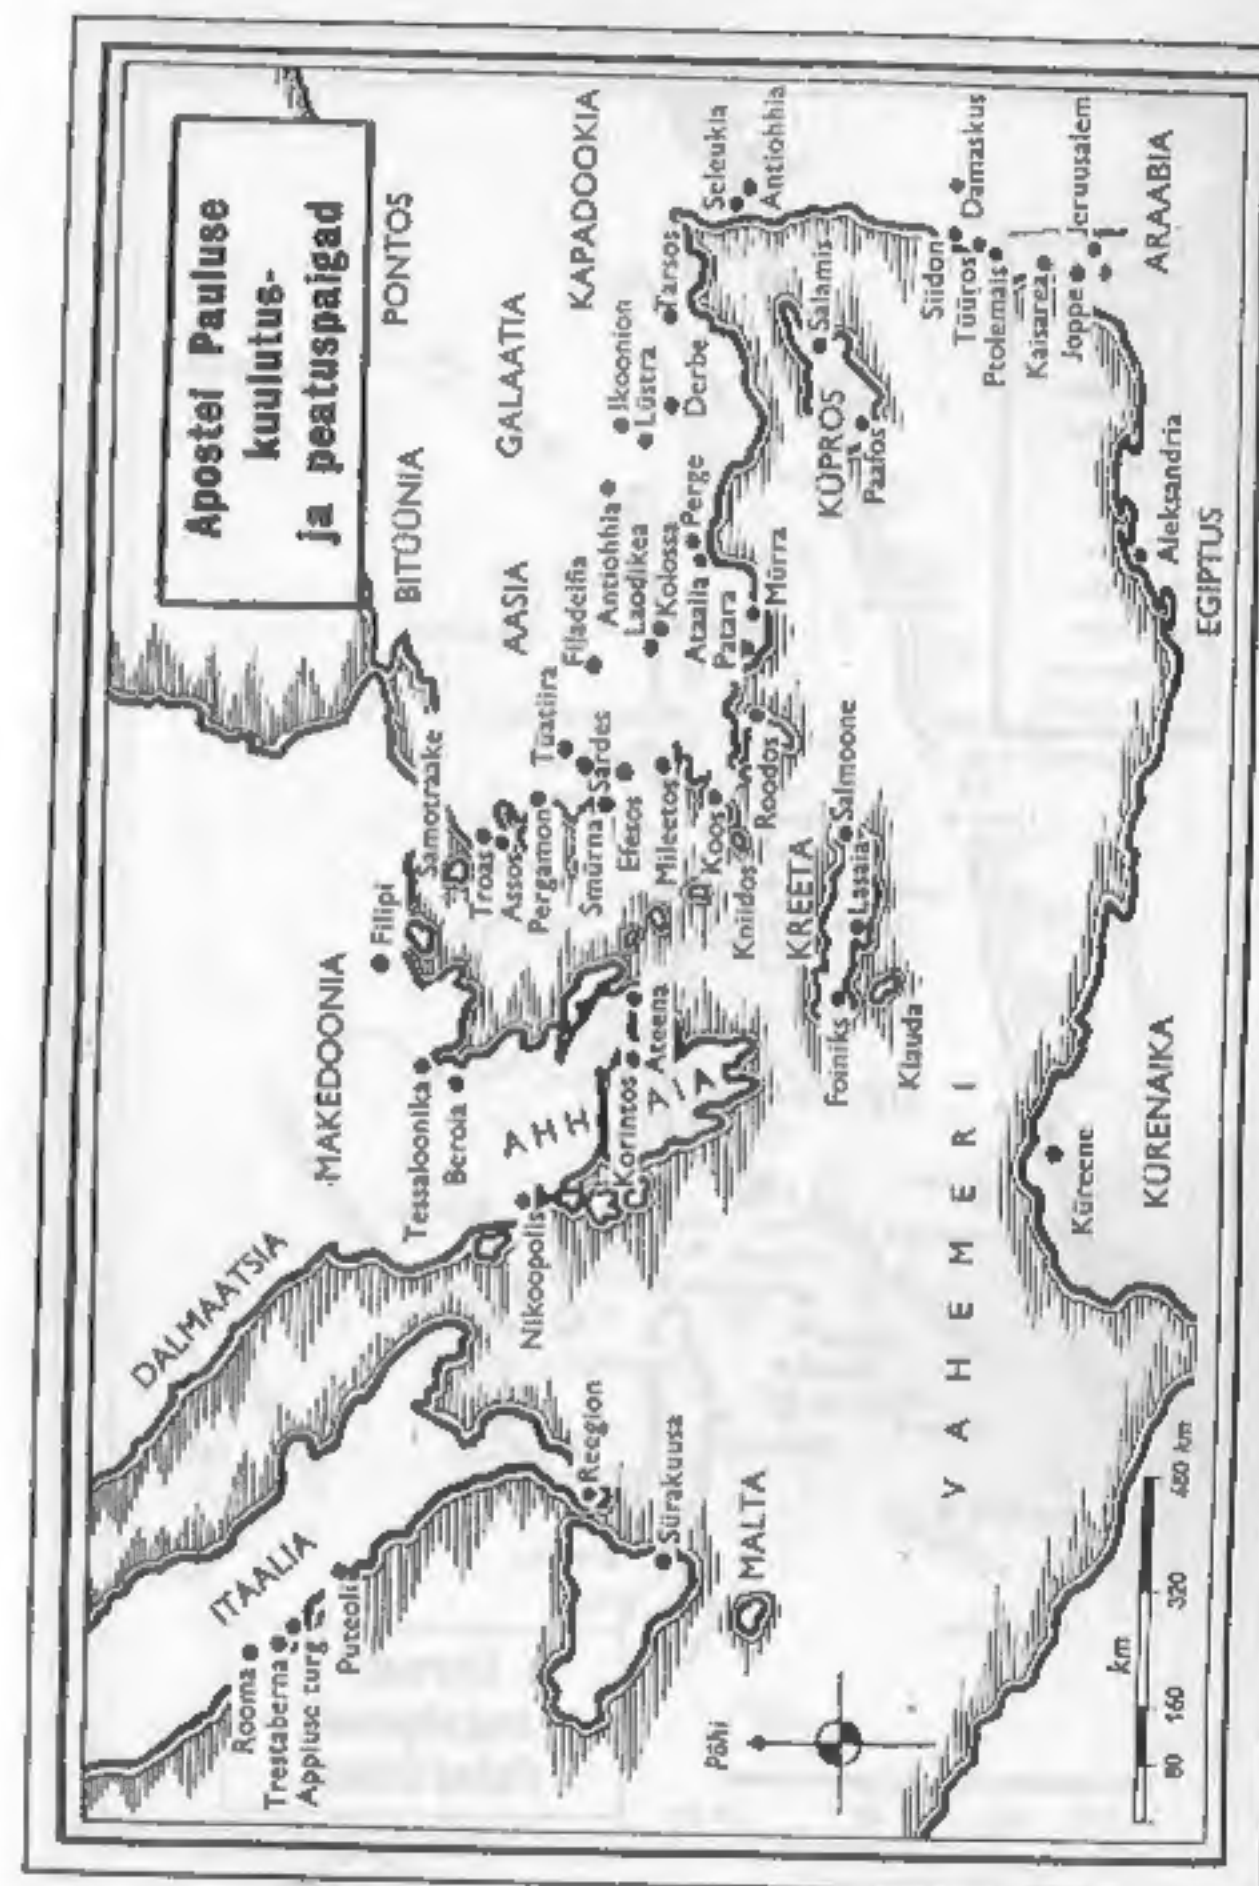 Apostel Pauluse
kuulutus-
ja peatuspaigad
DALMAATSIA
MAKEDOONIA
BITÜÜNIA
PONTOS
Filipi
ITAALIA
Rooma
Trestaberna
Appiuse turg
Puteoli
Tessaloonika
Beroia
Samotraake
Troas
Assos
Pergamon
Smürna
Tüatiira
Sardes
Filadelfia
AASIA
GALAATIA
KAPADOOKIA
Nikoopolis
AHH
AIA
Korintos
Ateena
Efesos
Mileetos
Koos
Kniidos
Roodos
Antiohhia
Laodikea
Kolossa
Ataalia
Perge
Patara
Mürra
Ikoonion
Lüstra
Derbe
Tarsos
Seleukia
Antiohhia
Reegion
Sürakuusa
MALTA
KREETA
Salmoone
Lasaia
Foiniks
Klauda
KÜPROS
Paafos
Salamis
Siidon
Damaskus
Tüüros
Ptolemais
Kaisarea
Joppe
Jeruusalem
ARAABIA
VAHEMERI
Küreene
KÜRENAIKA
Aleksandria
EGIPTUS
Põhi
km
80 160 320 480 km